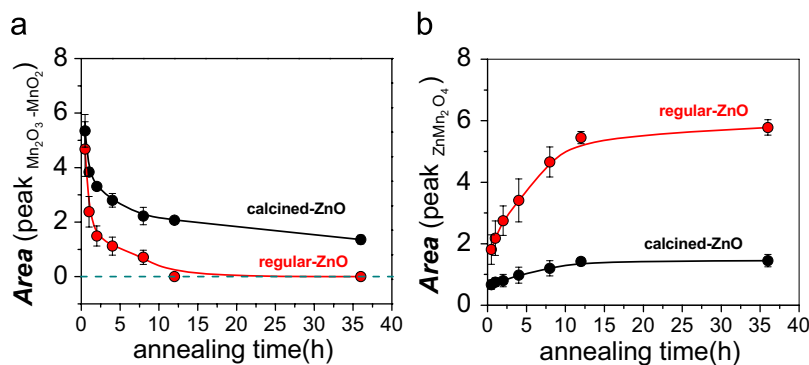 a
Area (peak Mn2O3 -MnO2)
8
6
4
2
0
calcined-ZnO
regular-ZnO
0 5 10 15 20 25 30 35 40
annealing time(h)
b
Area (peak ZnMn2O4)
8
6
4
2
0
regular-ZnO
calcined-ZnO
0 5 10 15 20 25 30 35 40
annealing time(h)